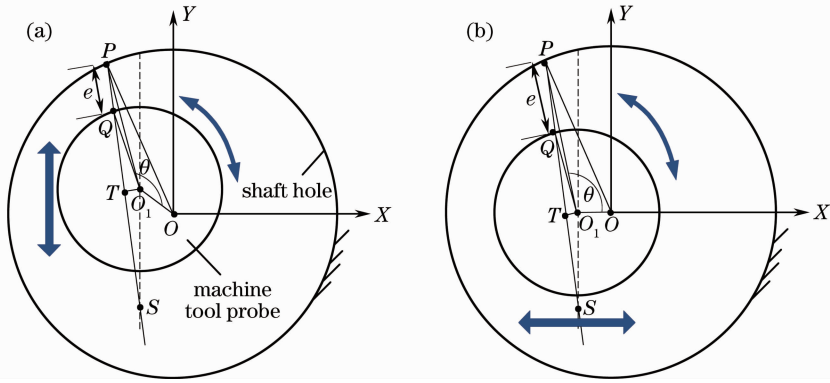 (a)
Y
P
e
Q
θ
shaft hole
T
O1
O
X
machine
tool probe
S
(b)
Y
P
e
Q
θ
T
O1
O
X
S